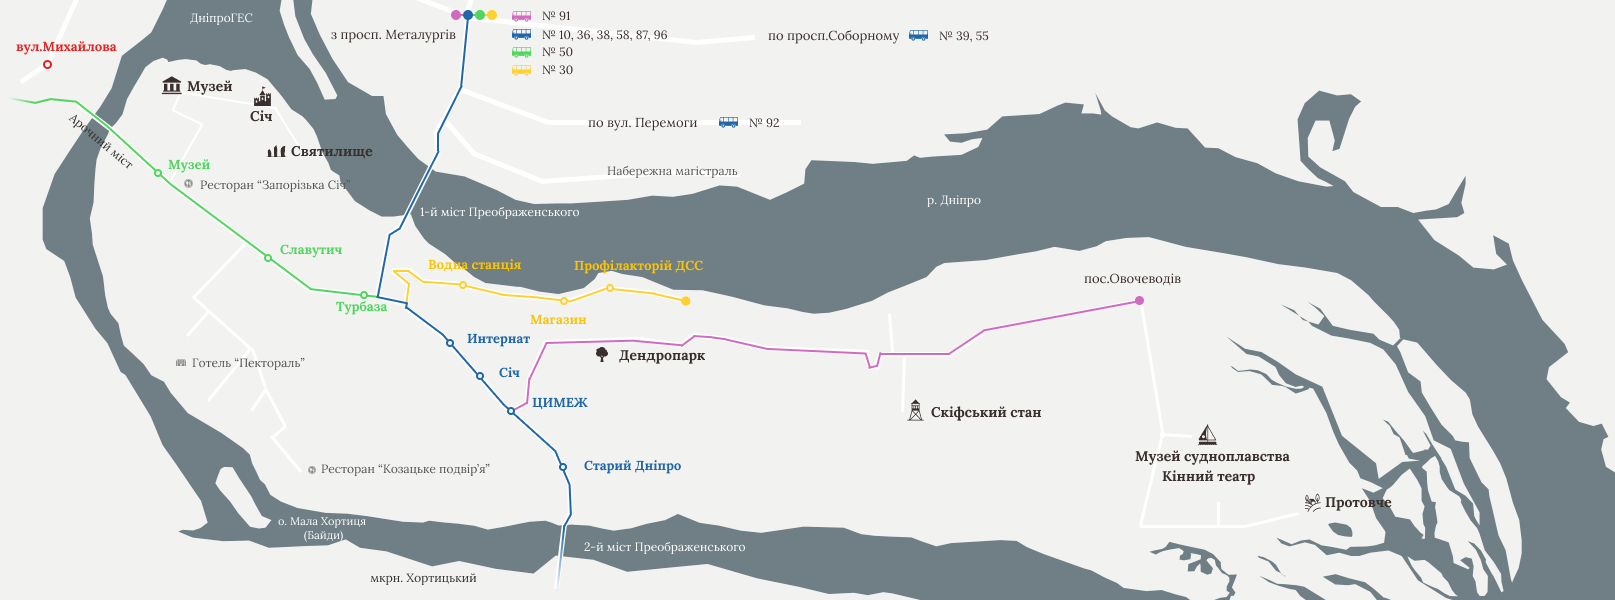 ДніпроГЕС
№ 91
з просп. Металургів
№ 10, 36, 38, 58, 87, 96
по просп.Соборному
№ 39, 55
вул.Михайлова
№ 50
№ 30
Музей
Січ
по вул. Перемоги
№ 92
Арочний міст
Святилище
Музей
Набережна магістраль
Ресторан “Запорізька Січ”
р. Дніпро
1-й міст Преображенського
Славутич
Водна станція
Профілакторій ДСС
пос.Овочеводів
Турбаза
Магазин
Интернат
Дендропарк
Готель “Пектораль”
Січ
ЦИМЕЖ
Скіфський стан
Музей судноплавства
Кінний театр
Старий Дніпро
Ресторан “Козацьке подвір’я”
Протовче
о. Мала Хортиця
(Байди)
2-й міст Преображенського
мкрн. Хортицький